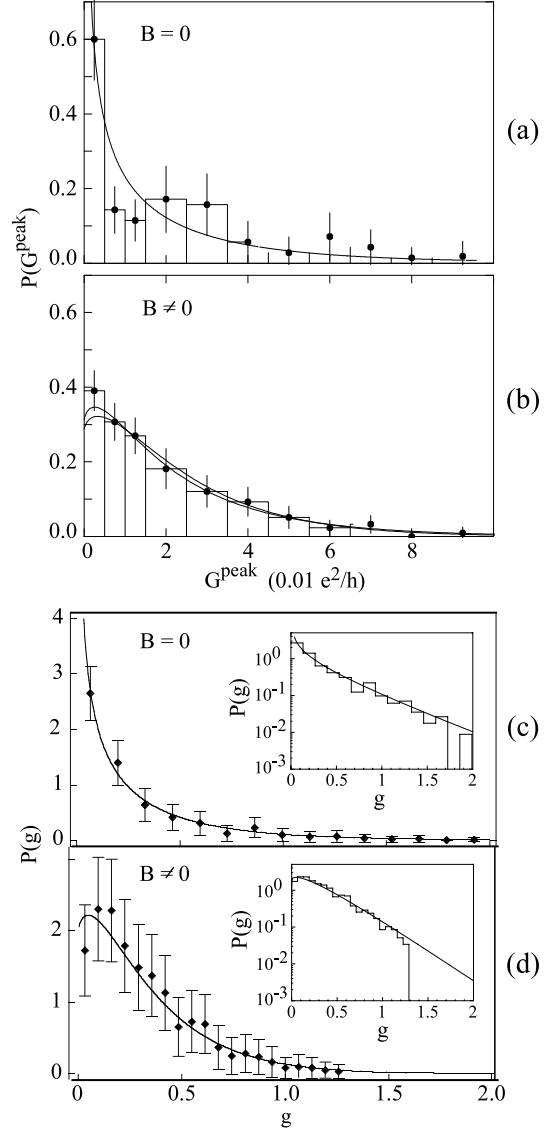 0.6
B = 0
0.4
(a)
0.2
0.0
P(G^peak)
B ≠ 0
0.6
0.4
(b)
0.2
0.0
0 2 4 6 8
G^peak (0.01 e²/h)
4
B = 0
3
10^0
P(g)
10^-1
(c)
2
10^-2
10^-3
0 0.5 1 1.5 2
g
1
0
P(g)
B ≠ 0
10^0
2
P(g)
10^-1
(d)
10^-2
1
10^-3
0 0.5 1 1.5 2
g
0
0 0.5 1.0 1.5 2.0
g